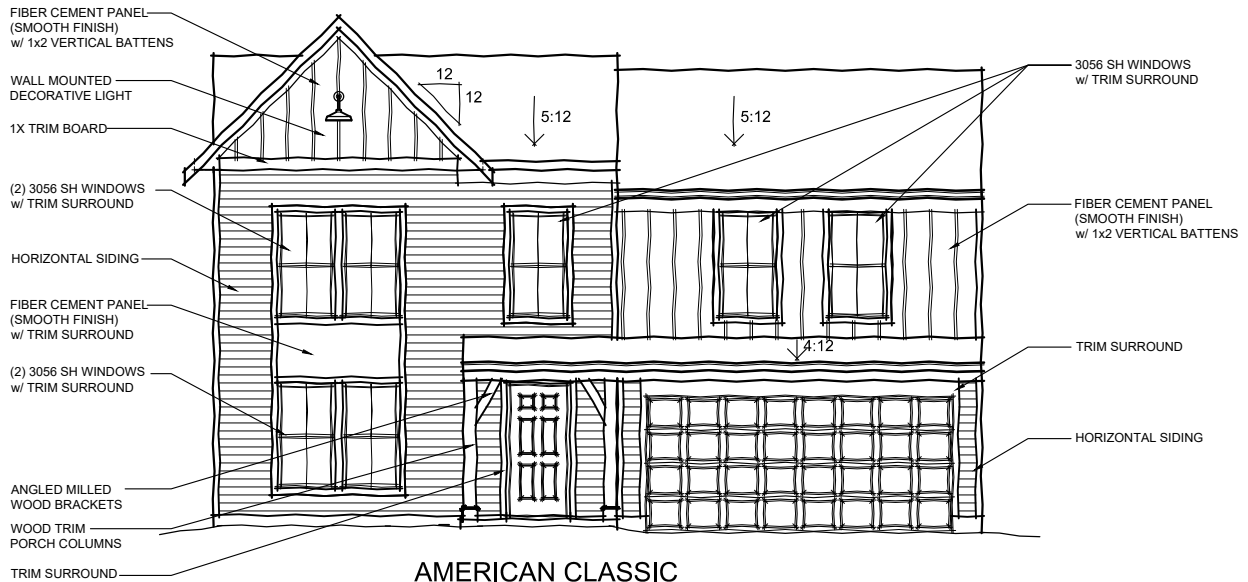 FIBER CEMENT PANEL
(SMOOTH FINISH)
w/ 1x2 VERTICAL BATTENS
WALL MOUNTED
DECORATIVE LIGHT
1X TRIM BOARD
(2) 3056 SH WINDOWS
w/ TRIM SURROUND
HORIZONTAL SIDING
FIBER CEMENT PANEL
(SMOOTH FINISH)
w/ TRIM SURROUND
(2) 3056 SH WINDOWS
w/ TRIM SURROUND
ANGLED MILLED
WOOD BRACKETS
WOOD TRIM
PORCH COLUMNS
TRIM SURROUND
12
12
5:12
5:12
4:12
3056 SH WINDOWS
w/ TRIM SURROUND
FIBER CEMENT PANEL
(SMOOTH FINISH)
w/ 1x2 VERTICAL BATTENS
TRIM SURROUND
HORIZONTAL SIDING
AMERICAN CLASSIC